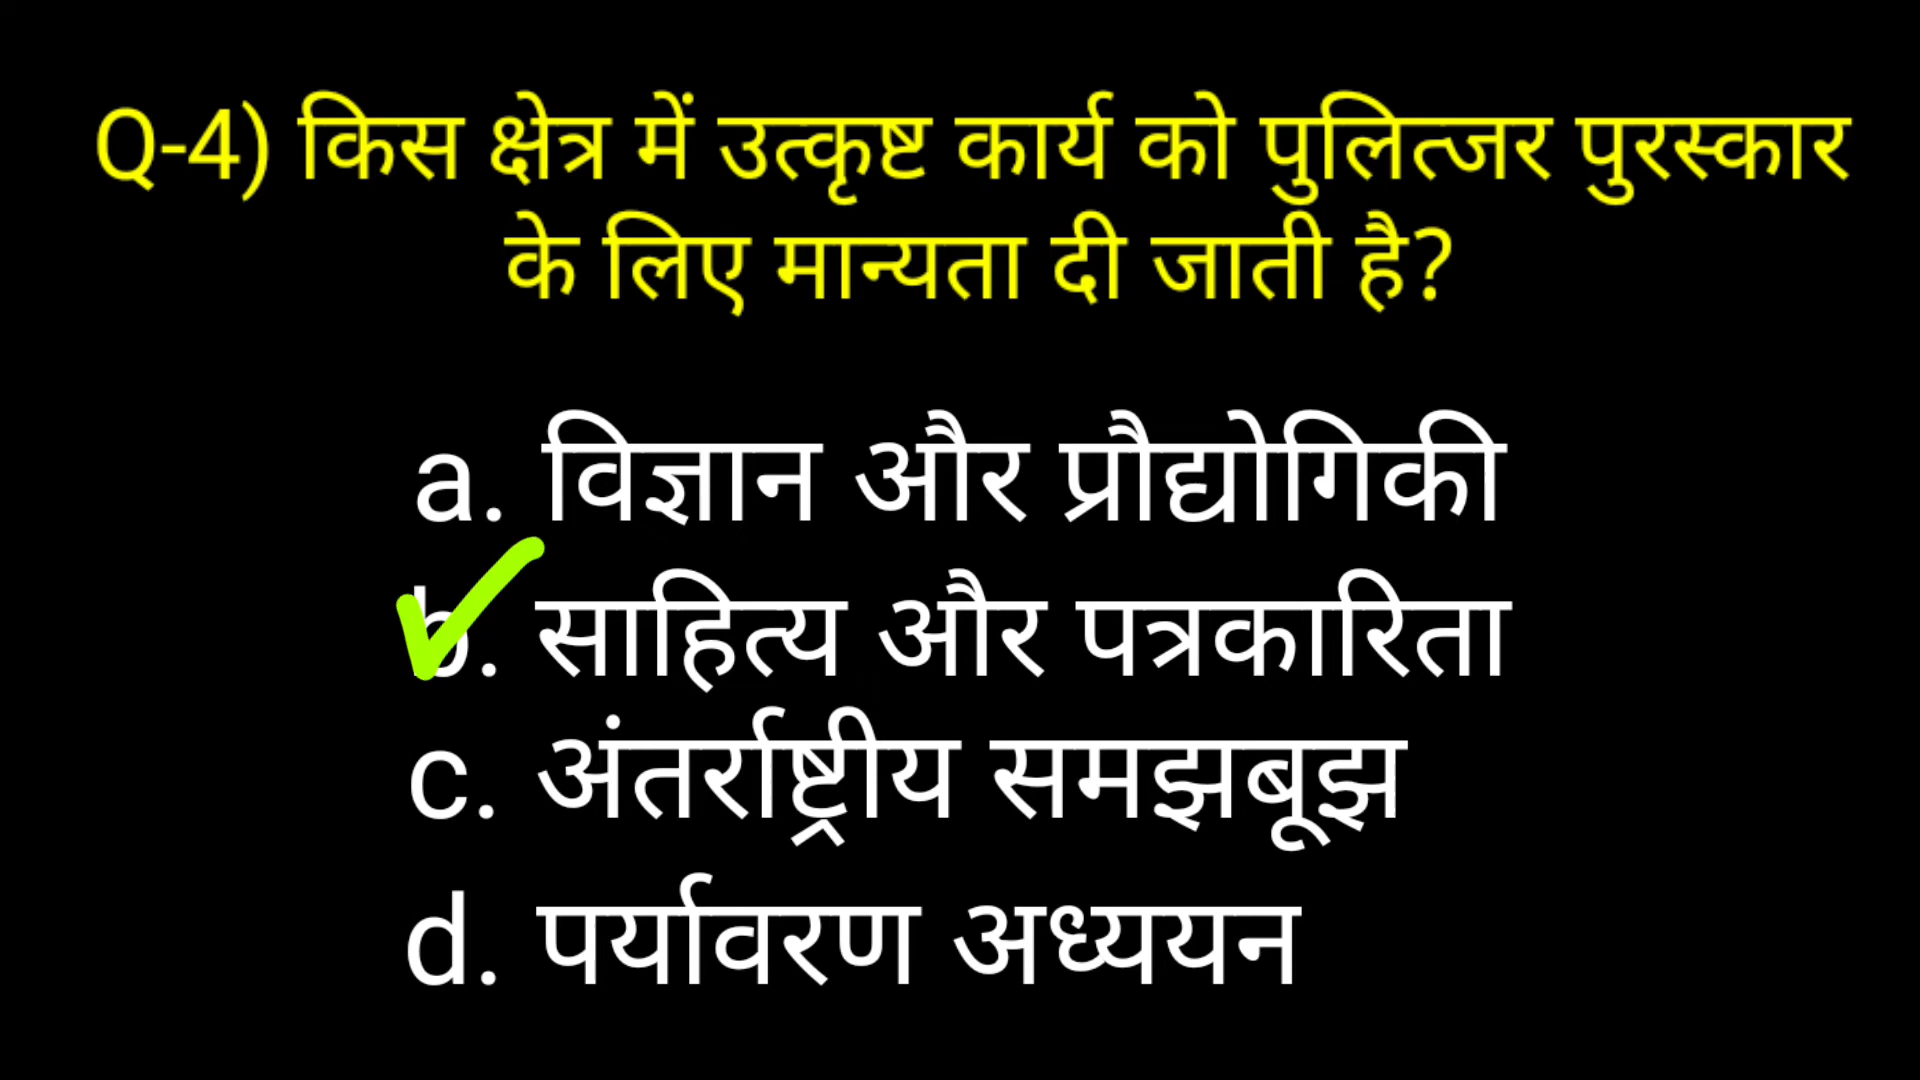 Q-4) किस क्षेत्र में उत्कृष्ट कार्य को पुलित्जर पुरस्कार
के लिए मान्यता दी जाती है?
a. विज्ञान और प्रौद्योगिकी
b. साहित्य और पत्रकारिता
c. अंतर्राष्ट्रीय समझबूझ
d. पर्यावरण अध्ययन